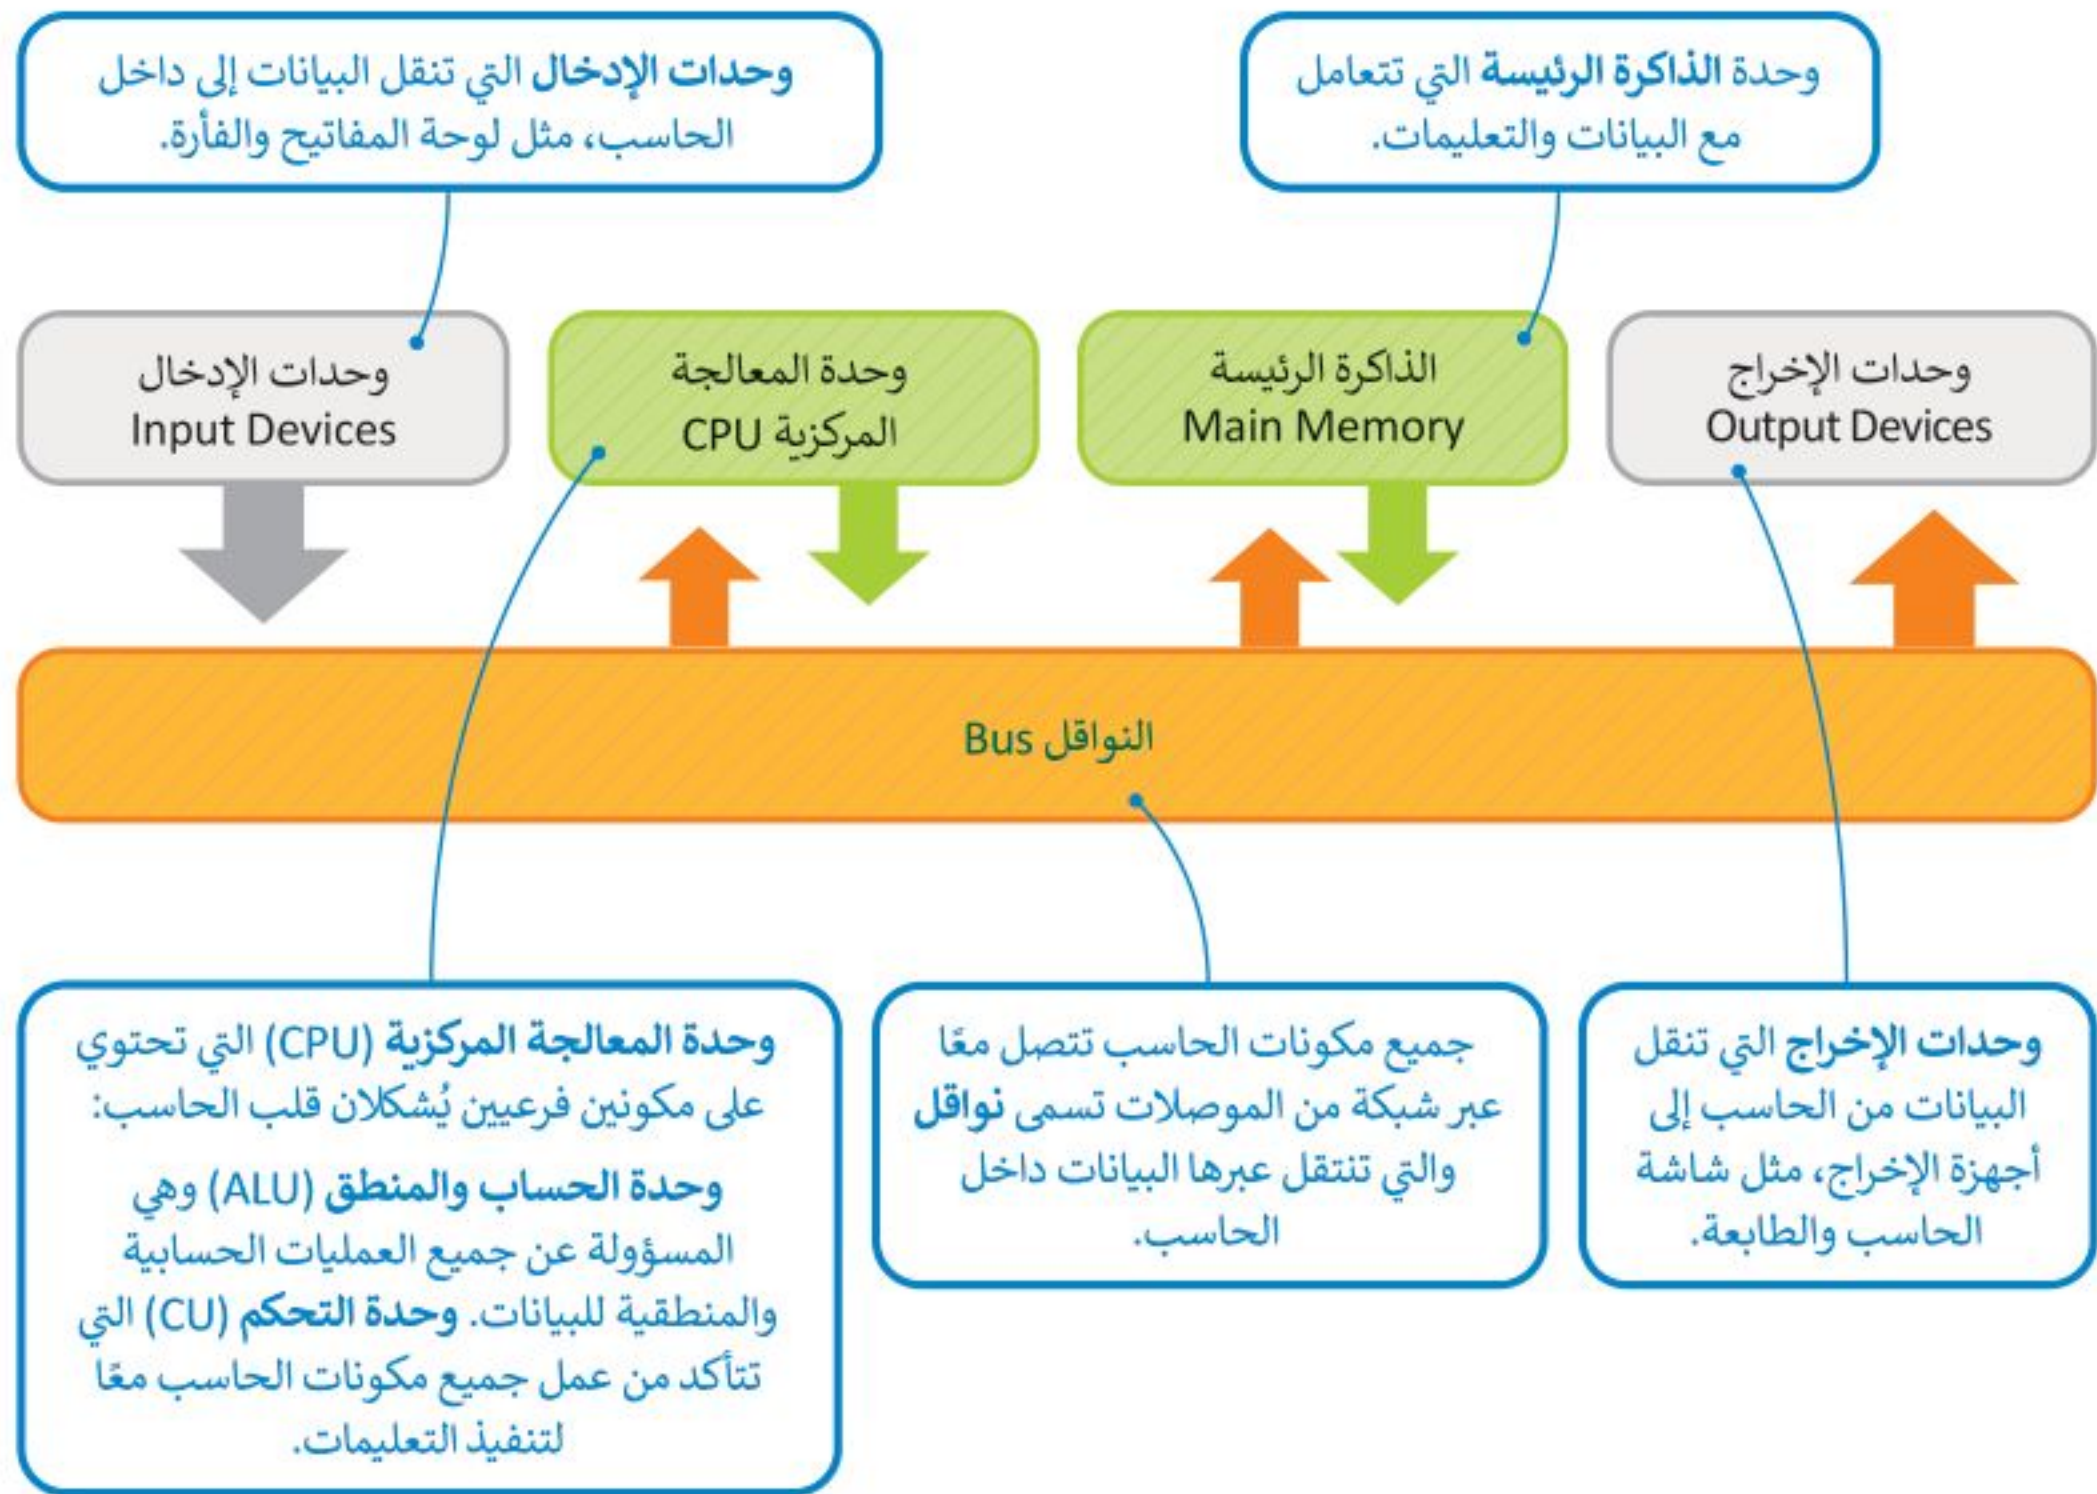 وحدات الإدخال التي تنقل البيانات إلى داخل
الحاسب، مثل لوحة المفاتيح والفأرة.
وحدة الذاكرة الرئيسة التي تتعامل
مع البيانات والتعليمات.
وحدات الإدخال
Input Devices
وحدة المعالجة
المركزية CPU
الذاكرة الرئيسة
Main Memory
وحدات الإخراج
Output Devices
النواقل Bus
وحدة المعالجة المركزية (CPU) التي تحتوي
على مكونين فرعيين يُشكلان قلب الحاسب:
وحدة الحساب والمنطق (ALU) وهي
المسؤولة عن جميع العمليات الحسابية
والمنطقية للبيانات. وحدة التحكم (CU) التي
تتأكد من عمل جميع مكونات الحاسب معًا
لتنفيذ التعليمات.
جميع مكونات الحاسب تتصل معًا
عبر شبكة من الموصلات تسمى نواقل
والتي تنتقل عبرها البيانات داخل
الحاسب.
وحدات الإخراج التي تنقل
البيانات من الحاسب إلى
أجهزة الإخراج، مثل شاشة
الحاسب والطابعة.